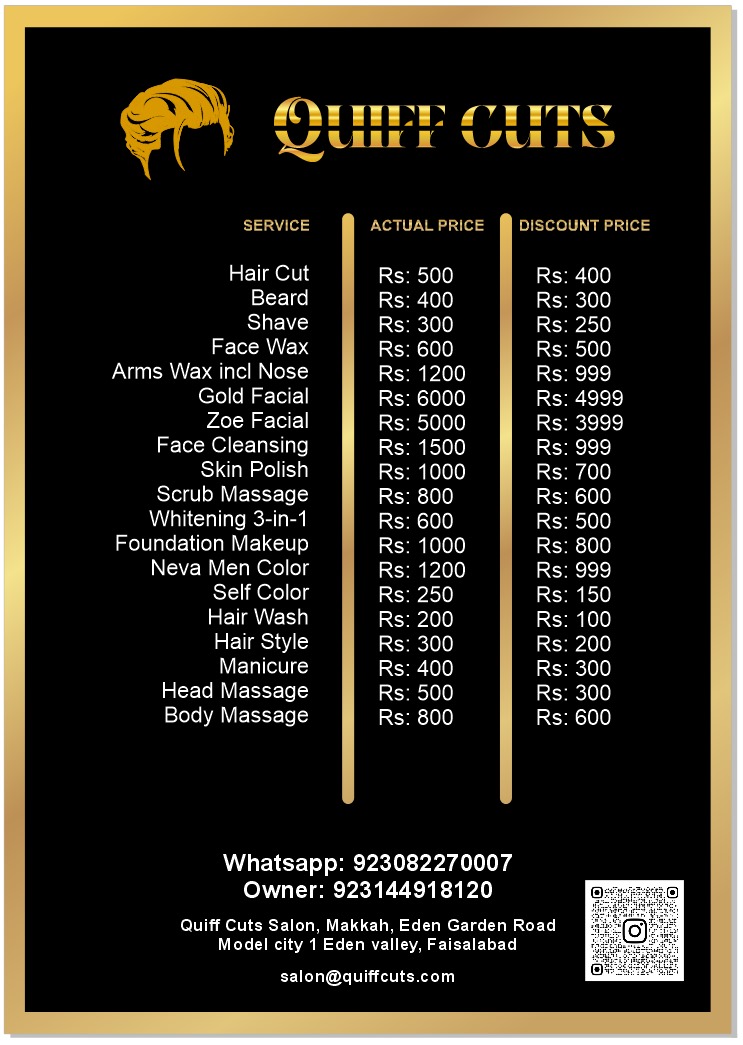 QUIFF CUTS
SERVICE ACTUAL PRICE DISCOUNT PRICE
Hair Cut Rs: 500 Rs: 400
Beard Rs: 400 Rs: 300
Shave Rs: 300 Rs: 250
Face Wax Rs: 600 Rs: 500
Arms Wax incl Nose Rs: 1200 Rs: 999
Gold Facial Rs: 6000 Rs: 4999
Zoe Facial Rs: 5000 Rs: 3999
Face Cleansing Rs: 1500 Rs: 999
Skin Polish Rs: 1000 Rs: 700
Scrub Massage Rs: 800 Rs: 600
Whitening 3-in-1 Rs: 600 Rs: 500
Foundation Makeup Rs: 1000 Rs: 800
Neva Men Color Rs: 1200 Rs: 999
Self Color Rs: 250 Rs: 150
Hair Wash Rs: 200 Rs: 100
Hair Style Rs: 300 Rs: 200
Manicure Rs: 400 Rs: 300
Head Massage Rs: 500 Rs: 300
Body Massage Rs: 800 Rs: 600
Whatsapp: 923082270007
Owner: 923144918120
Quiff Cuts Salon, Makkah, Eden Garden Road
Model city 1 Eden valley, Faisalabad
salon@quiffcuts.com